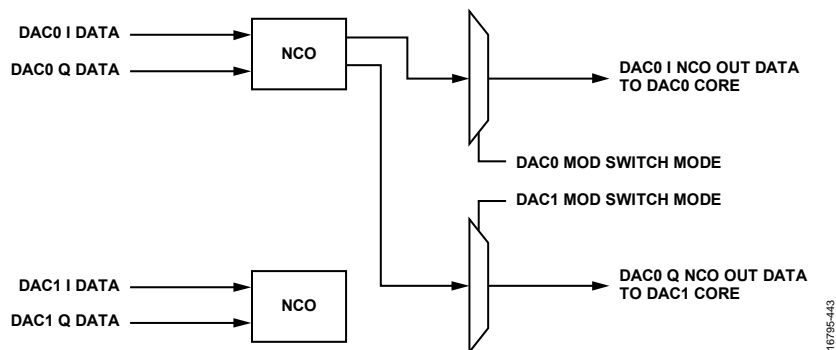 DAC0 I DATA
DAC0 Q DATA
NCO
DAC0 I NCO OUT DATA
TO DAC0 CORE
DAC0 MOD SWITCH MODE
DAC1 MOD SWITCH MODE
DAC1 I DATA
DAC1 Q DATA
NCO
DAC0 Q NCO OUT DATA
TO DAC1 CORE
16795-443